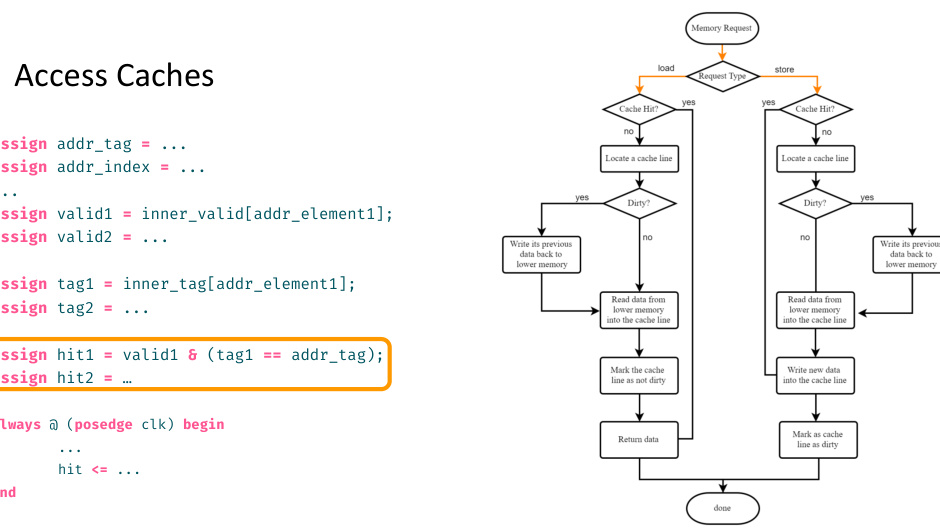 Access Caches
ssign addr_tag = ...
ssign addr_index = ...
..
ssign valid1 = inner_valid[addr_element1];
ssign valid2 = ...
ssign tag1 = inner_tag[addr_element1];
ssign tag2 = ...
ssign hit1 = valid1 & (tag1 == addr_tag);
ssign hit2 = …
lways @ (posedge clk) begin
...
hit <= ...
nd
Memory Request
load
Request Type
store
Cache Hit?
yes
no
Locate a cache line
Dirty?
yes
no
Write its previous
data back to
lower memory
Read data from
lower memory
into the cache line
Mark the cache
line as not dirty
Return data
yes
Cache Hit?
no
Locate a cache line
Dirty?
yes
no
Write its previous
data back to
lower memory
Read data from
lower memory
into the cache line
Write new data
into the cache line
Mark as cache
line as dirty
done